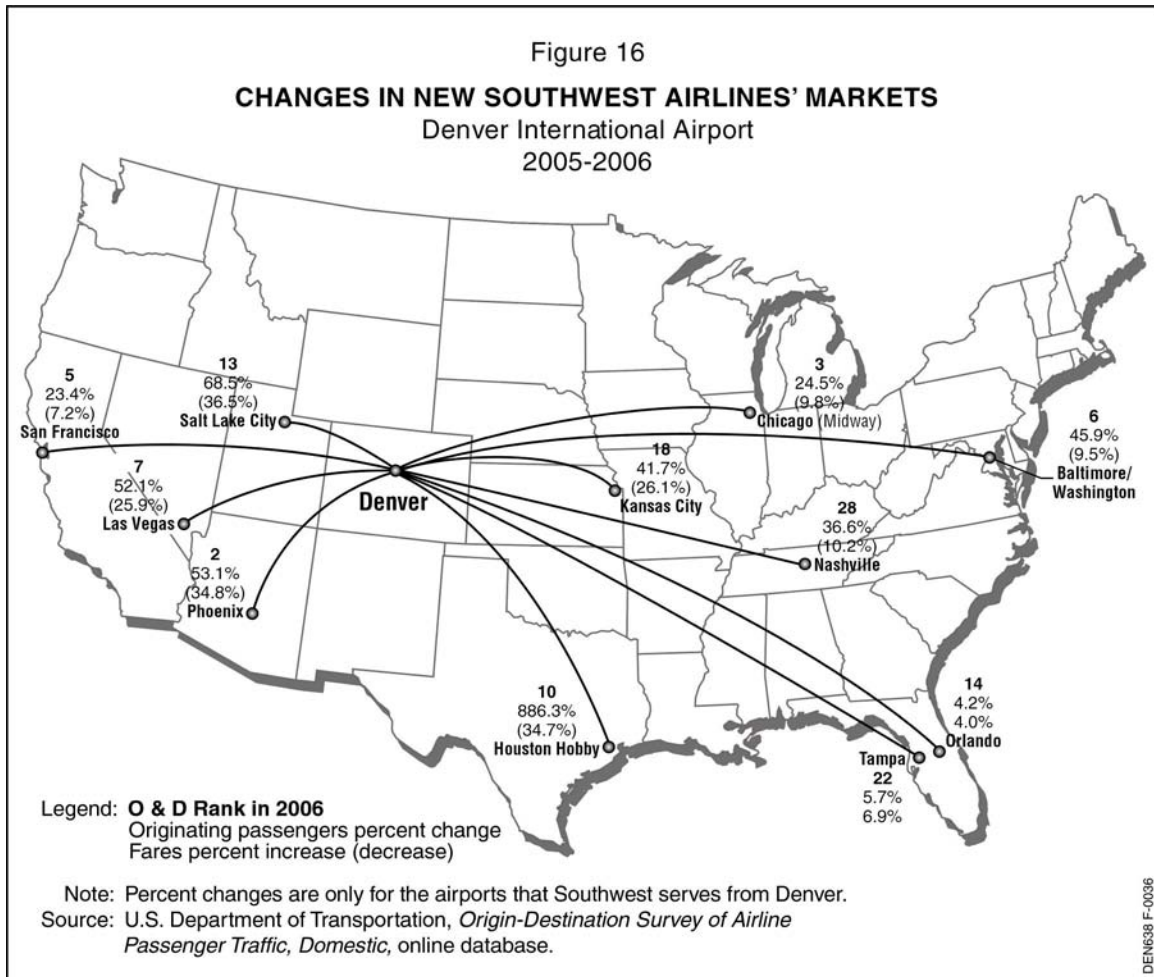 Figure 16
CHANGES IN NEW SOUTHWEST AIRLINES' MARKETS
Denver International Airport
2005-2006
5
23.4%
(7.2%)
San Francisco
13
68.5%
(36.5%)
Salt Lake City
3
24.5%
(9.8%)
Chicago (Midway)
6
45.9%
(9.5%)
Baltimore/
Washington
7
52.1%
(25.9%)
Las Vegas
Denver
18
41.7%
(26.1%)
Kansas City
28
36.6%
(10.2%)
Nashville
2
53.1%
(34.8%)
Phoenix
10
886.3%
(34.7%)
Houston Hobby
14
4.2%
4.0%
Orlando
Tampa
22
5.7%
6.9%
Legend: O & D Rank in 2006
Originating passengers percent change
Fares percent increase (decrease)
Note: Percent changes are only for the airports that Southwest serves from Denver.
Source: U.S. Department of Transportation, Origin-Destination Survey of Airline
Passenger Traffic, Domestic, online database.
DEN638 F-0036